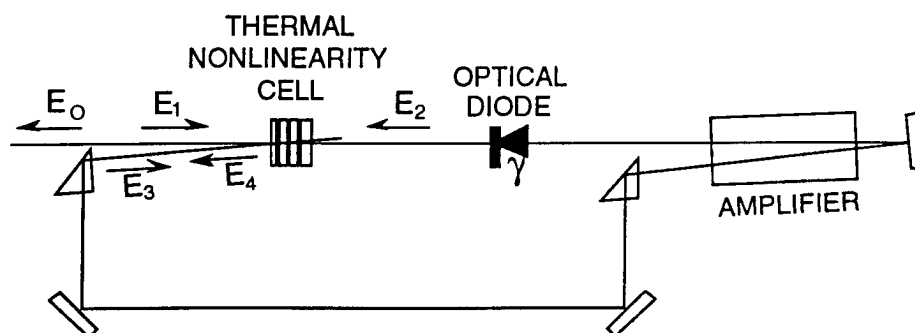 THERMAL
NONLINEARITY
CELL
OPTICAL
DIODE
E₀
E₁
E₂
E₃
E₄
γ
AMPLIFIER